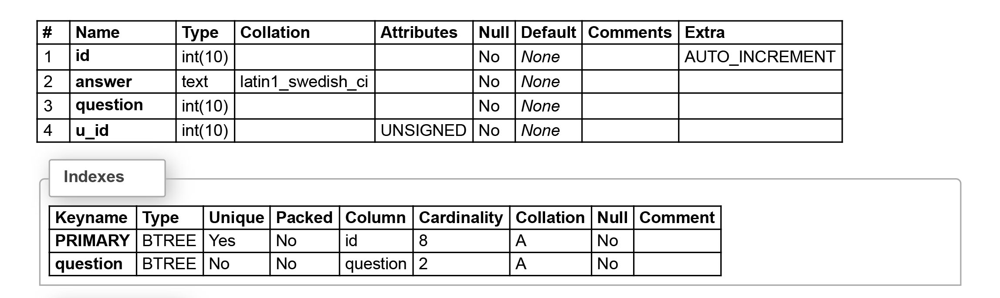 # Name Type Collation Attributes Null Default Comments Extra
1 id int(10) No None AUTO_INCREMENT
2 answer text latin1_swedish_ci No None
3 question int(10) No None
4 u_id int(10) UNSIGNED No None
Indexes
Keyname Type Unique Packed Column Cardinality Collation Null Comment
PRIMARY BTREE Yes No id 8 A No
question BTREE No No question 2 A No